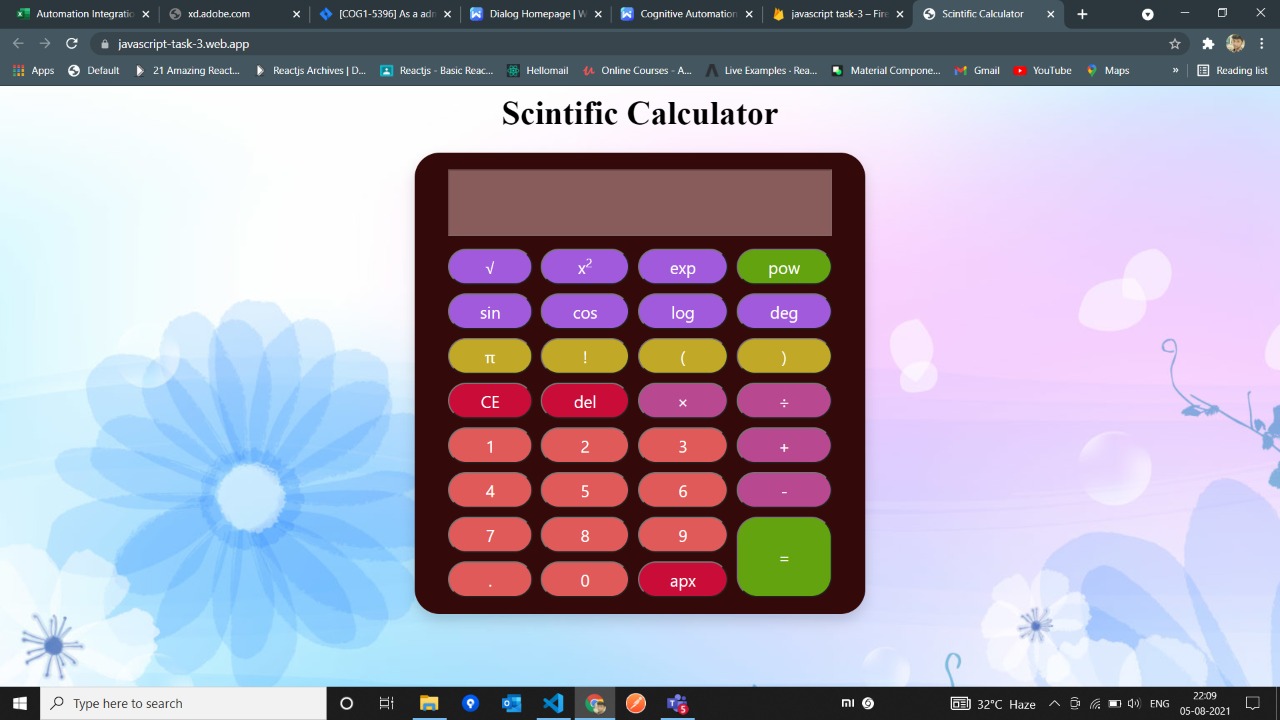 Automation Integratio
xd.adobe.com
[COG1-5396] As a adn
Dialog Homepage | W
Cognitive Automation
javascript task-3 – Fire
Scintific Calculator
javascript-task-3.web.app
Apps
Default
21 Amazing React...
Reactjs Archives | D...
Reactjs - Basic Reac...
Hellomail
Online Courses - A...
Live Examples - Rea...
Material Compone...
Gmail
YouTube
Maps
»
Reading list
Scintific Calculator
√ x² exp pow
sin cos log deg
π ! ( )
CE del × ÷
1 2 3 +
4 5 6 -
7 8 9
=
. 0 apx
Type here to search
5
32°C Haze
ENG
22:09
05-08-2021